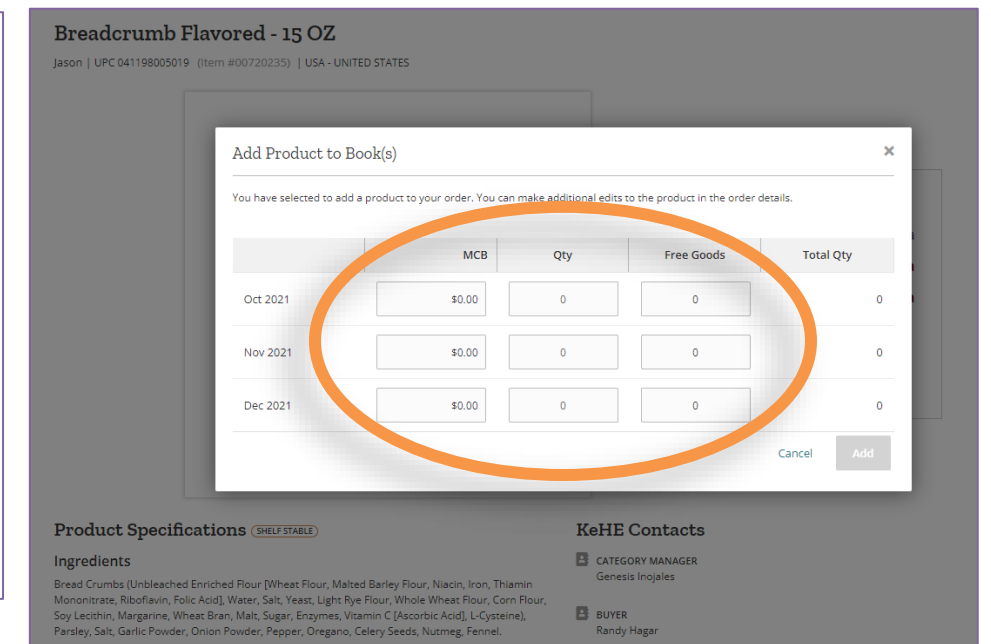 Breadcrumb Flavored - 15 OZ
Jason | UPC 041198005019 (Item #00720235) | USA - UNITED STATES
Add Product to Book(s) ×
You have selected to add a product to your order. You can make additional edits to the product in the order details.
MCB Qty Free Goods Total Qty
Oct 2021 $0.00 0 0 0
Nov 2021 $0.00 0 0 0
Dec 2021 $0.00 0 0 0
Cancel Add
Product Specifications SHELF STABLE
Ingredients
Bread Crumbs (Unbleached Enriched Flour [Wheat Flour, Malted Barley Flour, Niacin, Iron, Thiamin
Mononitrate, Riboflavin, Folic Acid], Water, Salt, Yeast, Light Rye Flour, Whole Wheat Flour, Corn Flour,
Soy Lecithin, Margarine, Wheat Bran, Malt, Sugar, Enzymes, Vitamin C [Ascorbic Acid], L-Cysteine),
Parsley, Salt, Garlic Powder, Onion Powder, Pepper, Oregano, Celery Seeds, Nutmeg, Fennel.
KeHE Contacts
CATEGORY MANAGER
Genesis Inojales
BUYER
Randy Hagar